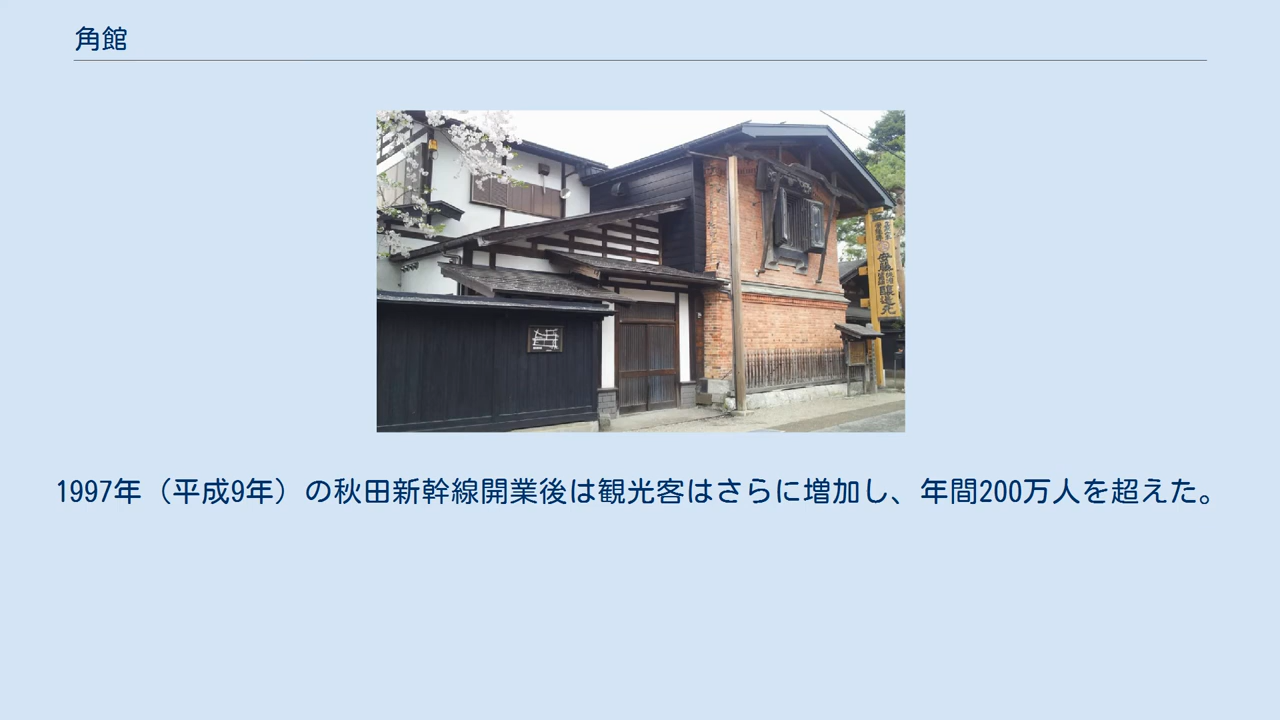 角館
1997年（平成9年）の秋田新幹線開業後は観光客はさらに増加し、年間200万人を超えた。